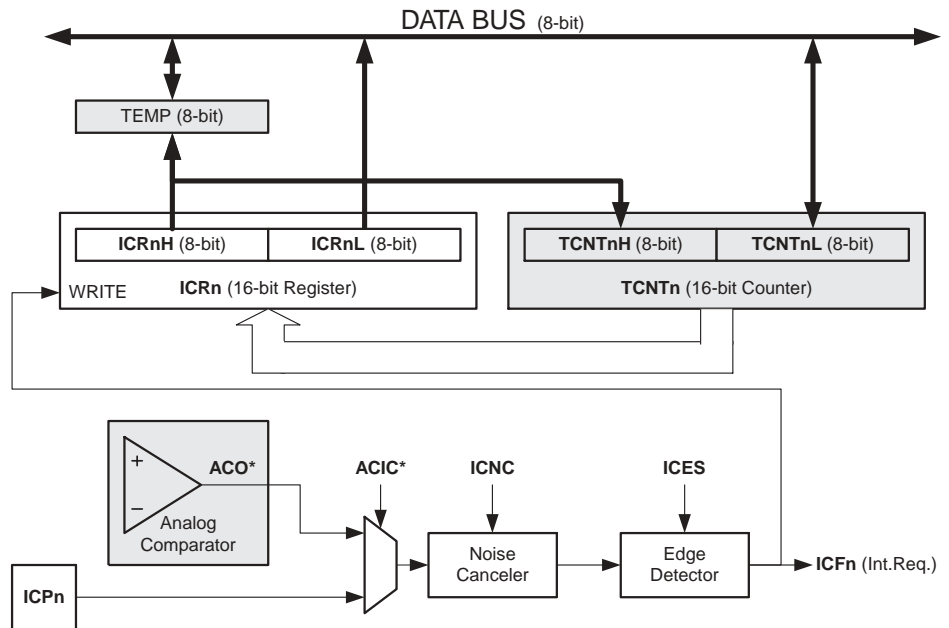 DATA BUS (8-bit)
TEMP (8-bit)
ICRnH (8-bit) ICRnL (8-bit) TCNTnH (8-bit) TCNTnL (8-bit)
WRITE ICRn (16-bit Register) TCNTn (16-bit Counter)
+ ACO* ACIC* ICNC ICES
−
Analog
Comparator
Noise
Canceler
Edge
Detector
ICFn (Int.Req.)
ICPn